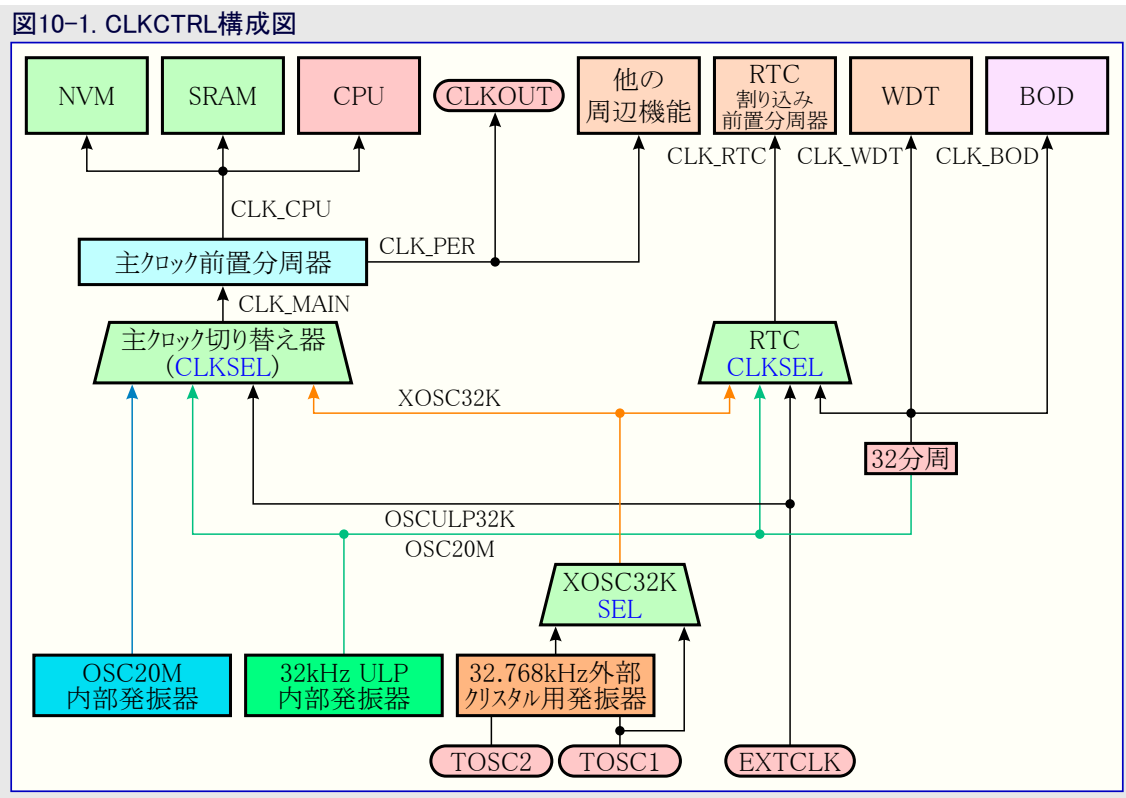 図10-1. CLKCTRL構成図
NVM
SRAM
CPU
CLKOUT
他の
周辺機能
RTC
割り込み
前置分周器
WDT
BOD
CLK_RTC
CLK_WDT
CLK_BOD
CLK_CPU
主クロック前置分周器
CLK_PER
CLK_MAIN
主クロック切り替え器
(CLKSEL)
RTC
CLKSEL
XOSC32K
32分周
OSCULP32K
OSC20M
XOSC32K
SEL
OSC20M
内部発振器
32kHz ULP
内部発振器
32.768kHz外部
クリスタル用発振器
TOSC2
TOSC1
EXTCLK